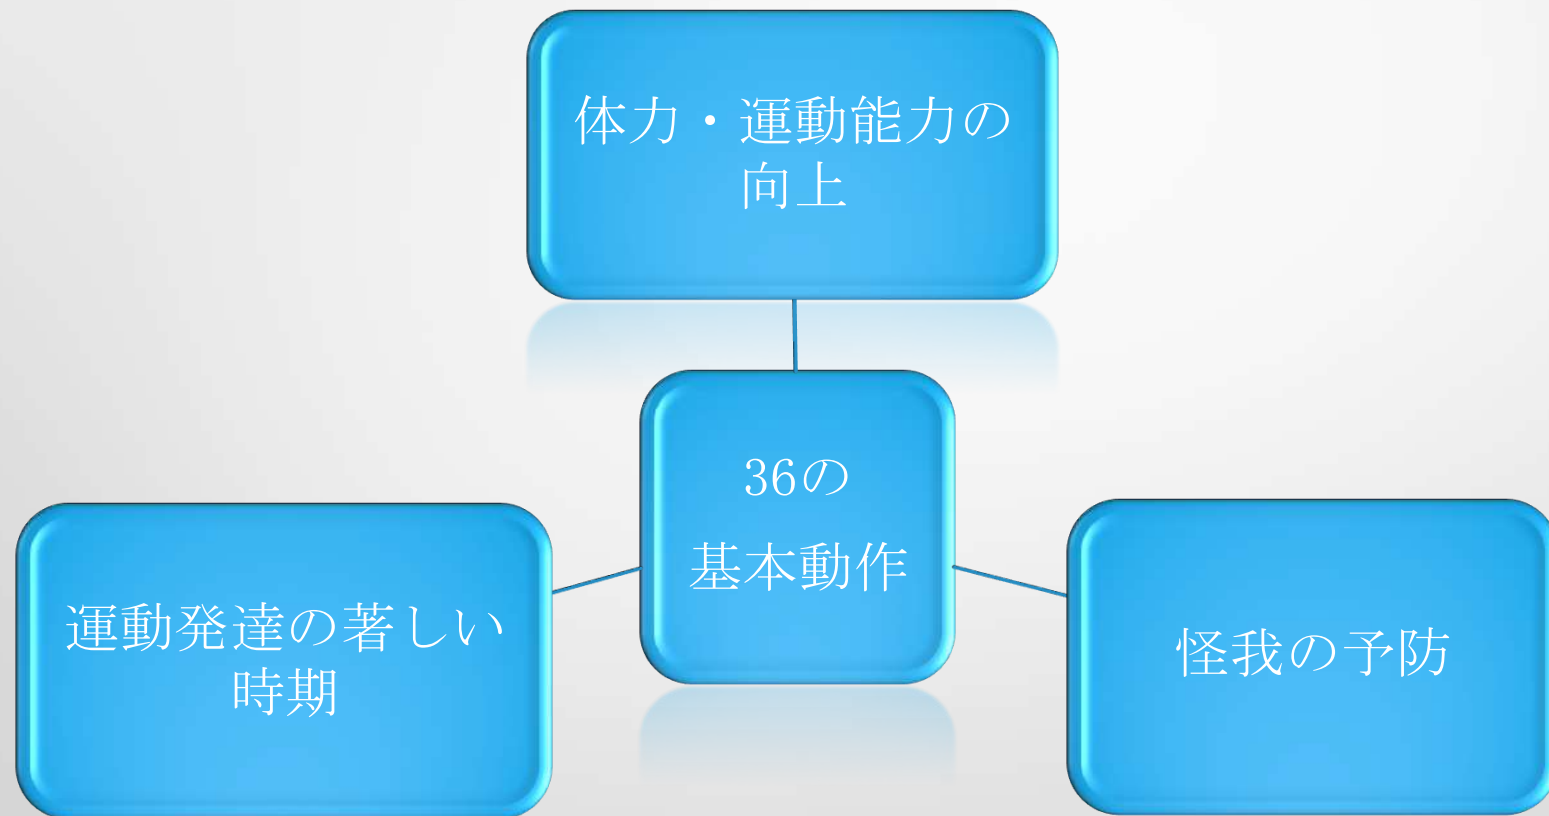 体力・運動能力の
向上
36の
基本動作
運動発達の著しい
時期
怪我の予防